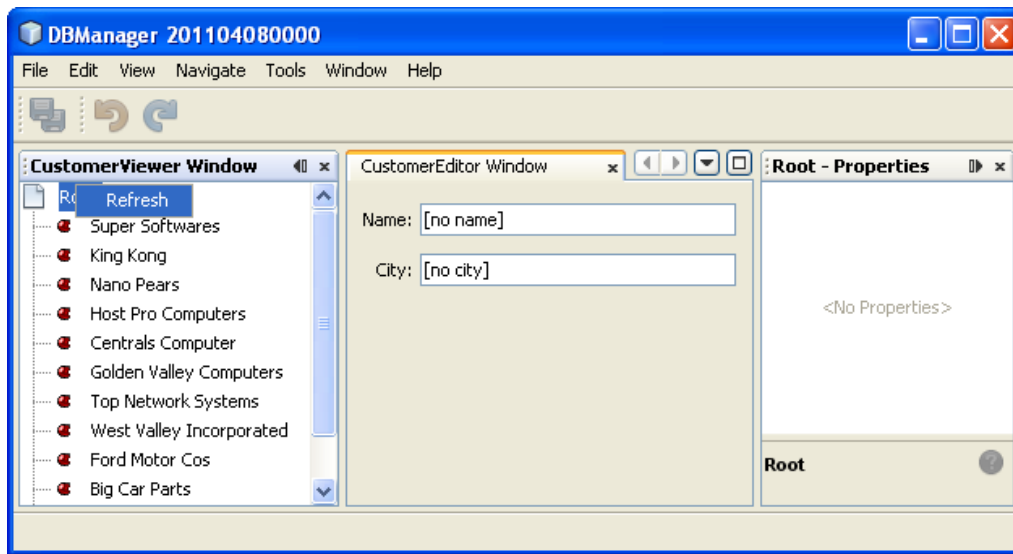 DBManager 201104080000
File Edit View Navigate Tools Window Help
CustomerViewer Window
Refresh
Super Softwares
King Kong
Nano Pears
Host Pro Computers
Centrals Computer
Golden Valley Computers
Top Network Systems
West Valley Incorporated
Ford Motor Cos
Big Car Parts
CustomerEditor Window
Name: [no name]
City: [no city]
Root - Properties
<No Properties>
Root
?